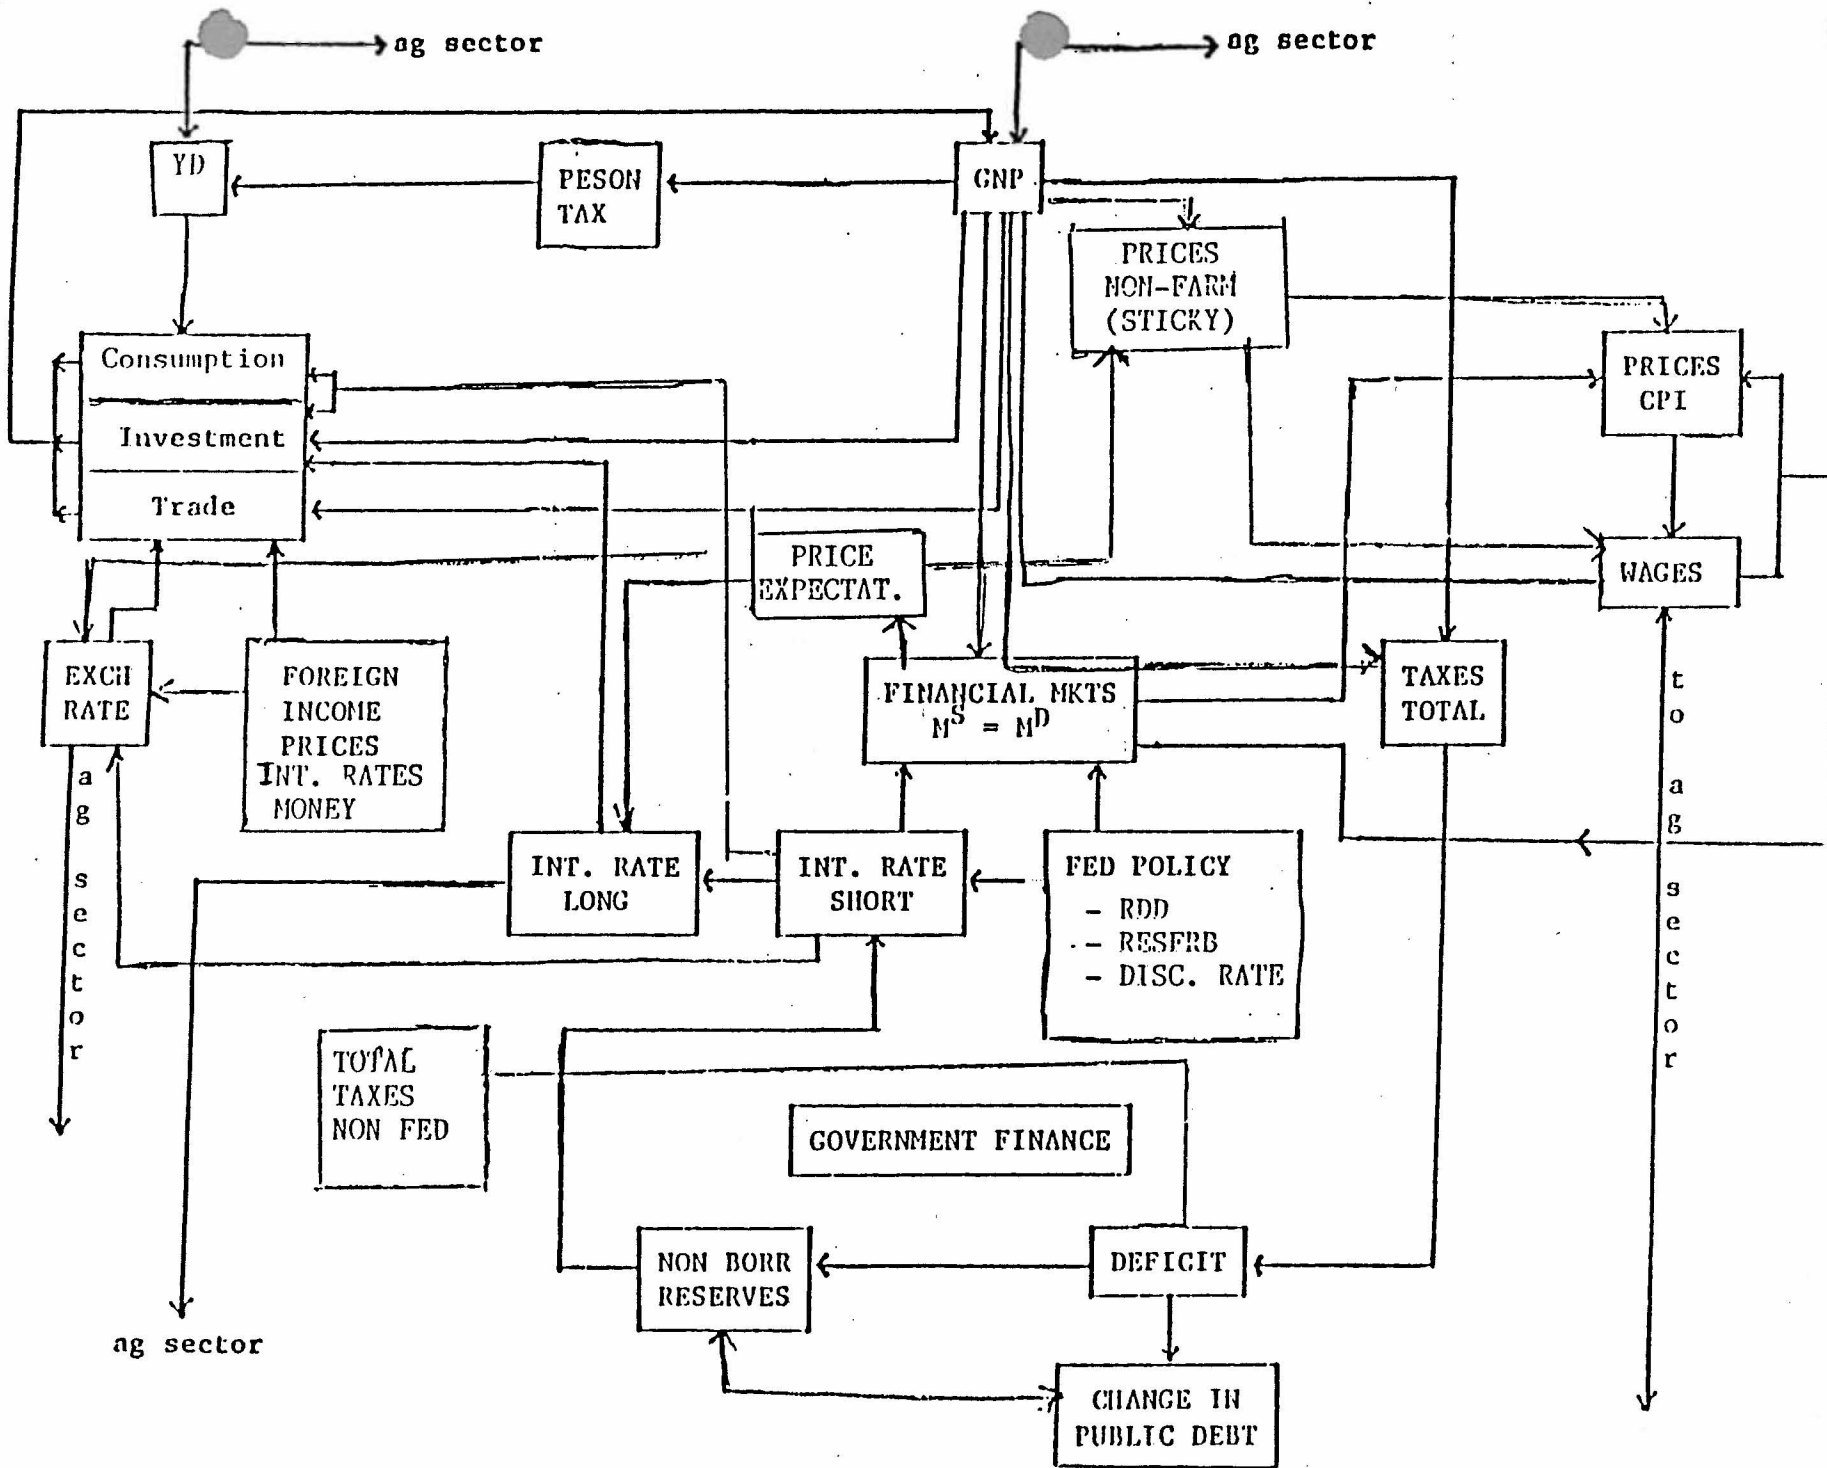 ag sector
ag sector
YD
PESON
TAX
GNP
PRICES
NON-FARM
(STICKY)
Consumption
Investment
Trade
PRICES
CPI
PRICE
EXPECTAT.
WAGES
EXCH
RATE
FOREIGN
INCOME
PRICES
INT. RATES
MONEY
FINANCIAL MKTS
M^S = M^D
TAXES
TOTAL
ag sector
to ag sector
INT. RATE
LONG
INT. RATE
SHORT
FED POLICY
- RDD
- RESFRB
- DISC. RATE
TOTAL
TAXES
NON FED
GOVERNMENT FINANCE
NON BORR
RESERVES
DEFICIT
ag sector
CHANGE IN
PUBLIC DEBT